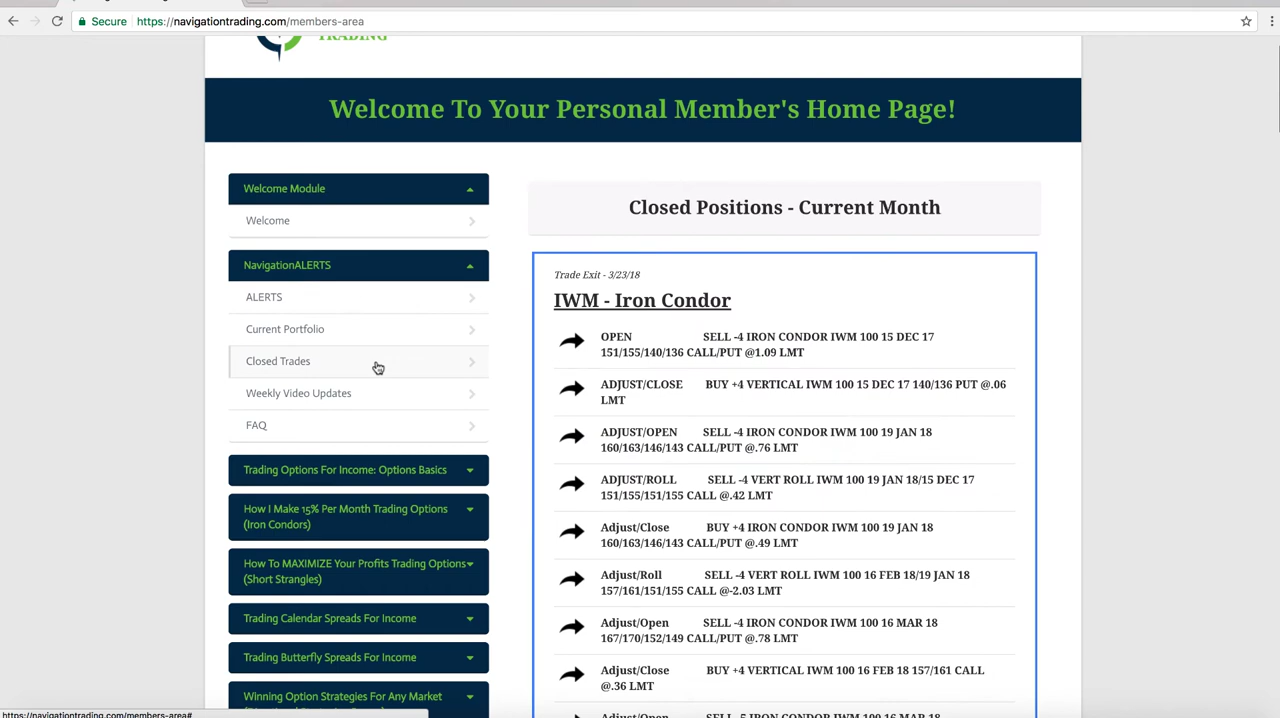 Secure https://navigationtrading.com/members-area
TRADING
Welcome To Your Personal Member's Home Page!
Welcome Module
Welcome
NavigationALERTS
ALERTS
Current Portfolio
Closed Trades
Weekly Video Updates
FAQ
Trading Options For Income: Options Basics
How I Make 15% Per Month Trading Options
(Iron Condors)
How To MAXIMIZE Your Profits Trading Options
(Short Strangles)
Trading Calendar Spreads For Income
Trading Butterfly Spreads For Income
Winning Option Strategies For Any Market
Closed Positions - Current Month
Trade Exit - 3/23/18
IWM - Iron Condor
OPEN SELL -4 IRON CONDOR IWM 100 15 DEC 17
151/155/140/136 CALL/PUT @1.09 LMT
ADJUST/CLOSE BUY +4 VERTICAL IWM 100 15 DEC 17 140/136 PUT @.06
LMT
ADJUST/OPEN SELL -4 IRON CONDOR IWM 100 19 JAN 18
160/163/146/143 CALL/PUT @.76 LMT
ADJUST/ROLL SELL -4 VERT ROLL IWM 100 19 JAN 18/15 DEC 17
151/155/151/155 CALL @.42 LMT
Adjust/Close BUY +4 IRON CONDOR IWM 100 19 JAN 18
160/163/146/143 CALL/PUT @.49 LMT
Adjust/Roll SELL -4 VERT ROLL IWM 100 16 FEB 18/19 JAN 18
157/161/151/155 CALL @-2.03 LMT
Adjust/Open SELL -4 IRON CONDOR IWM 100 16 MAR 18
167/170/152/149 CALL/PUT @.78 LMT
Adjust/Close BUY +4 VERTICAL IWM 100 16 FEB 18 157/161 CALL
@.36 LMT
Adjust/Open SELL -5 IRON CONDOR IWM 100 16 MAR 18
https://navigationtrading.com/members-area#